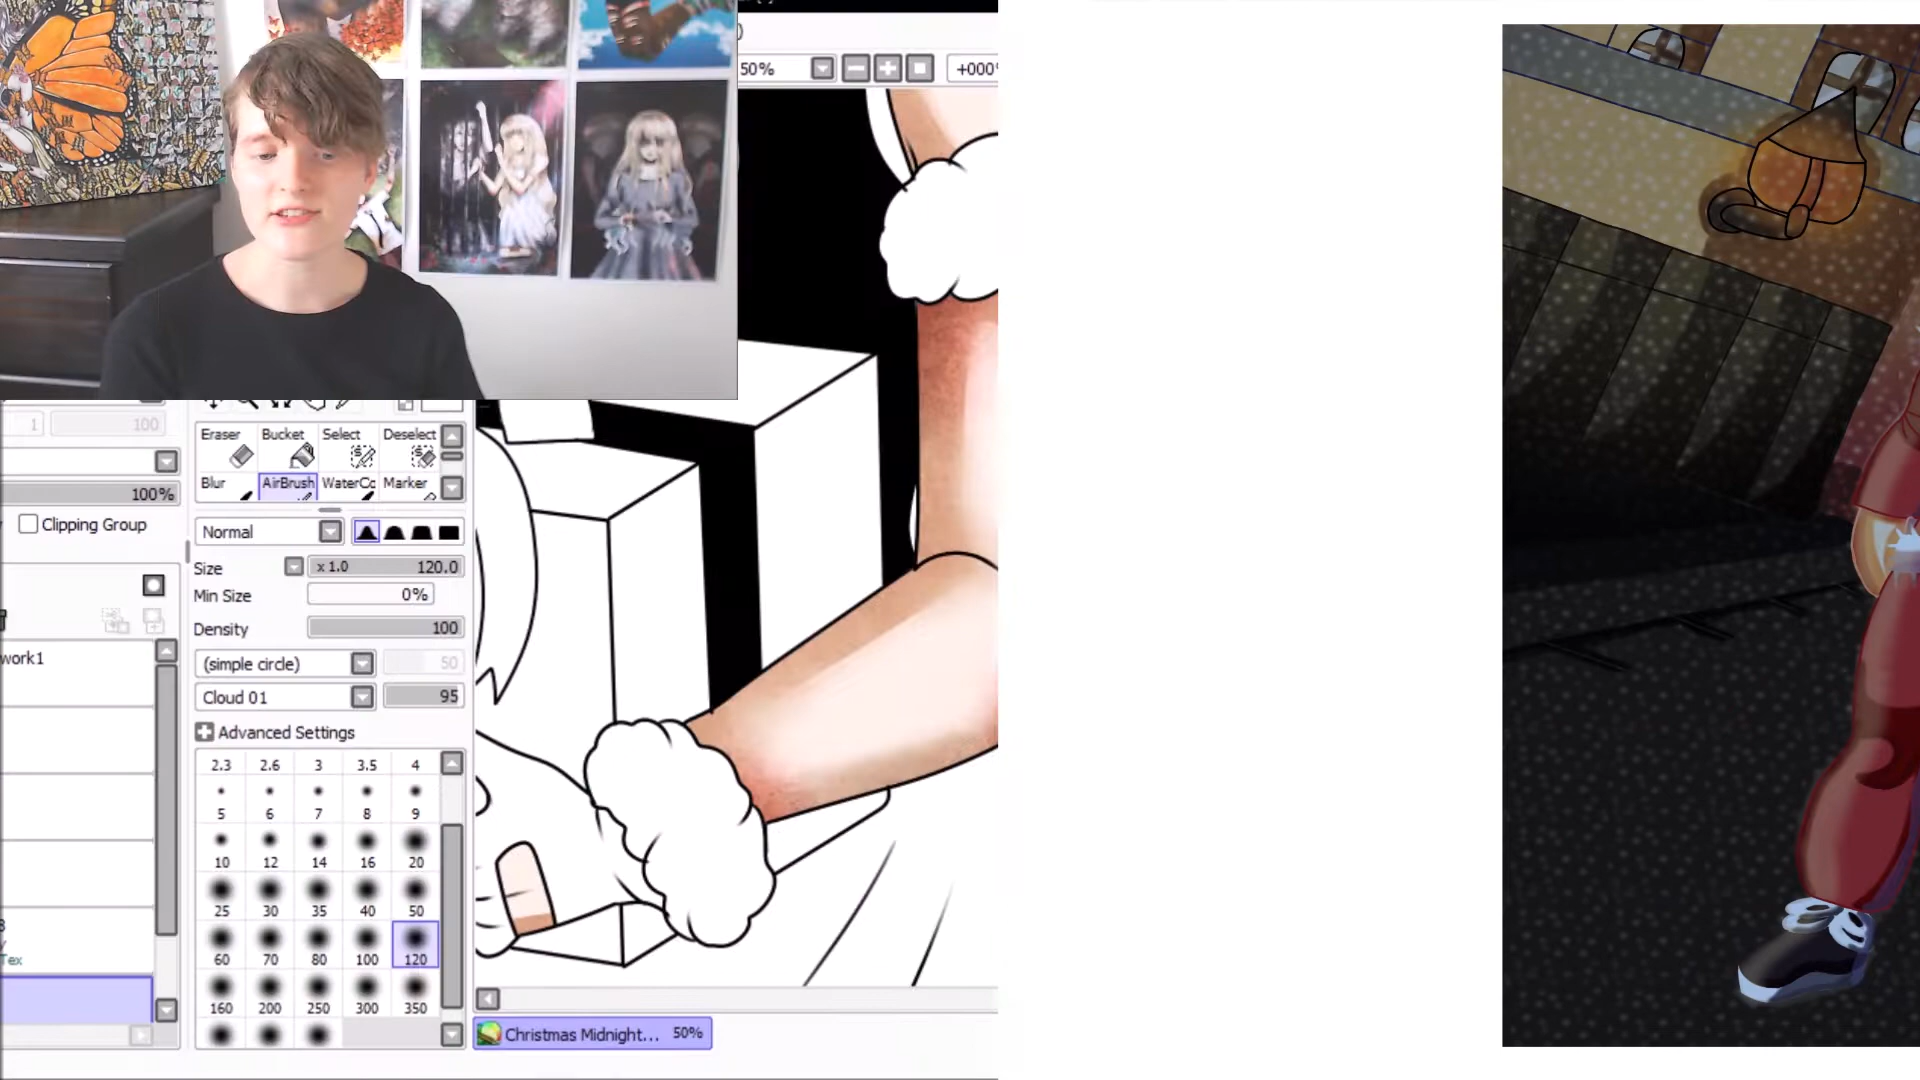 50%
+000°
1
100
100%
Clipping Group
work1
Tex
Eraser Bucket Select Deselect
Blur AirBrush WaterCo Marker
Normal
Size x 1.0 120.0
Min Size 0%
Density 100
(simple circle) 50
Cloud 01 95
Advanced Settings
2.3 2.6 3 3.5 4
5 6 7 8 9
10 12 14 16 20
25 30 35 40 50
60 70 80 100 120
160 200 250 300 350
Christmas Midnight... 50%